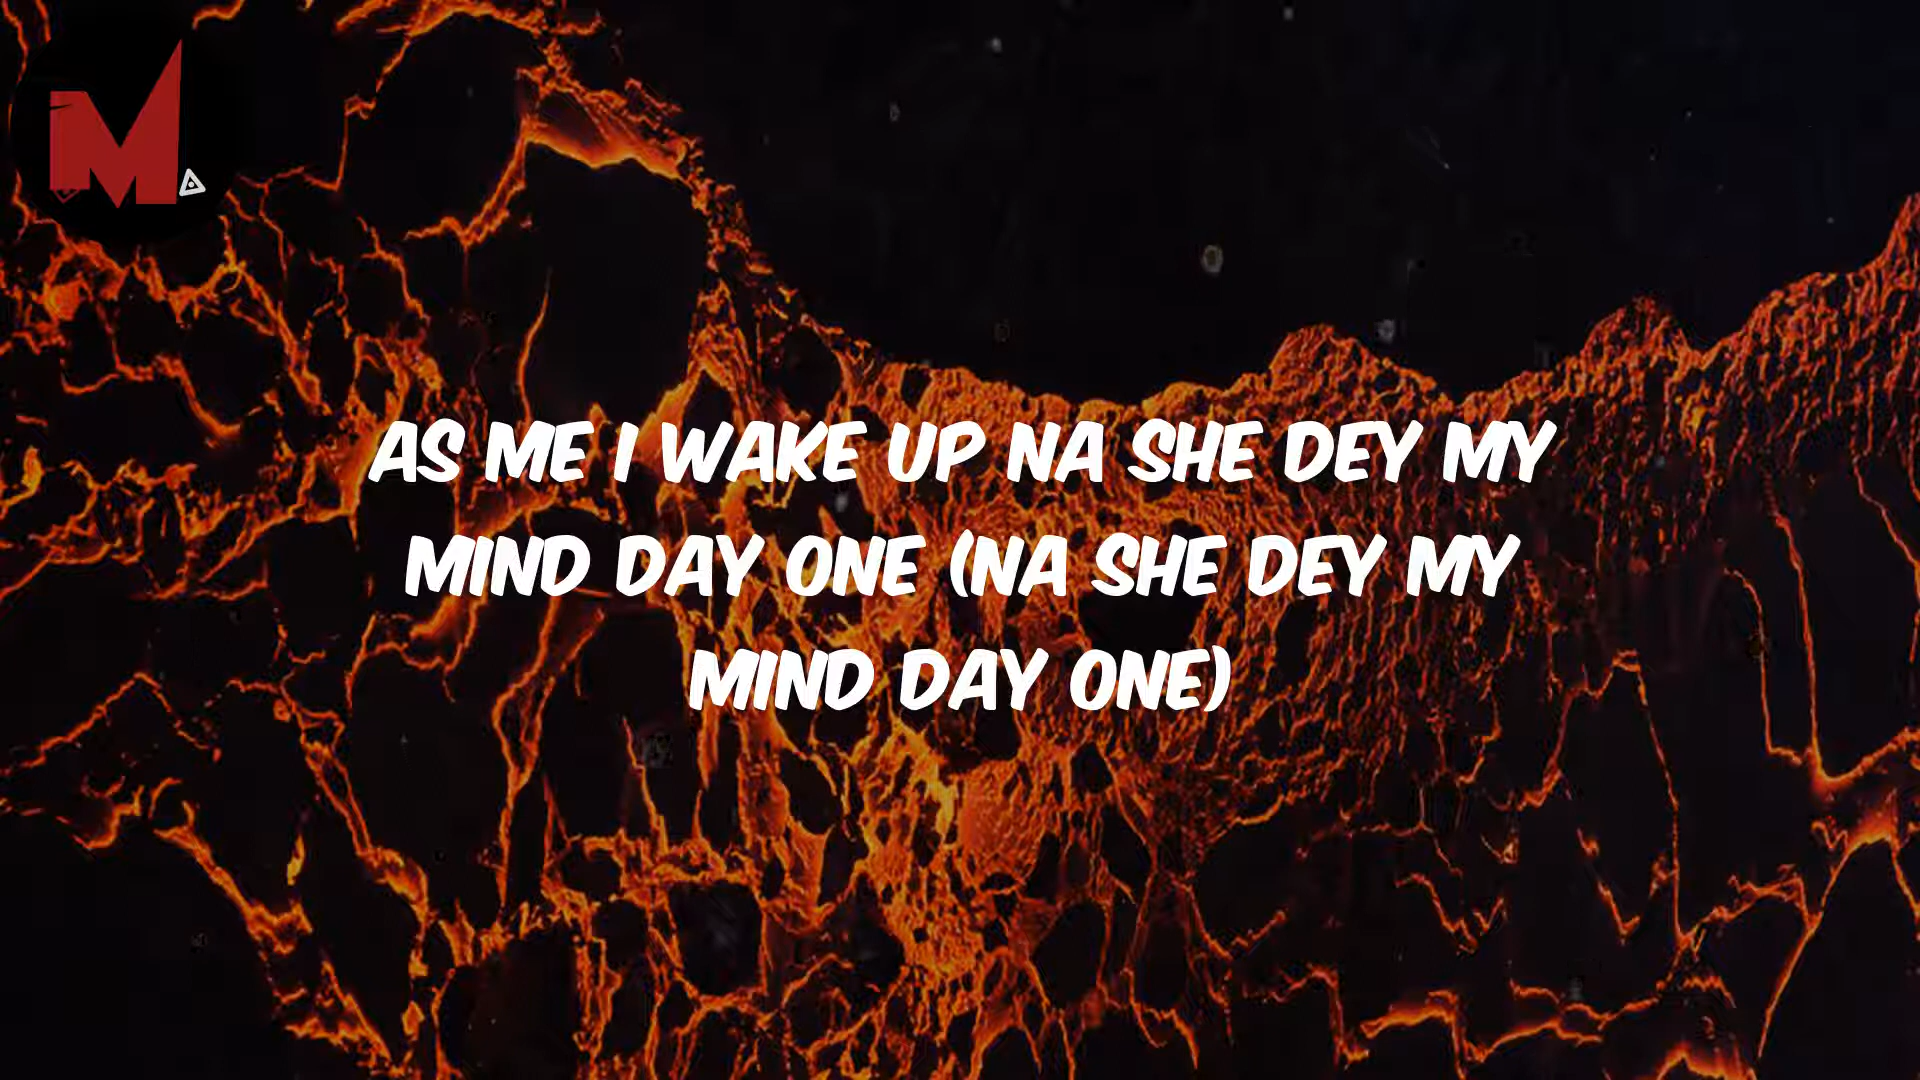 M
AS ME I WAKE UP NA SHE DEY MY
MIND DAY ONE (NA SHE DEY MY
MIND DAY ONE)